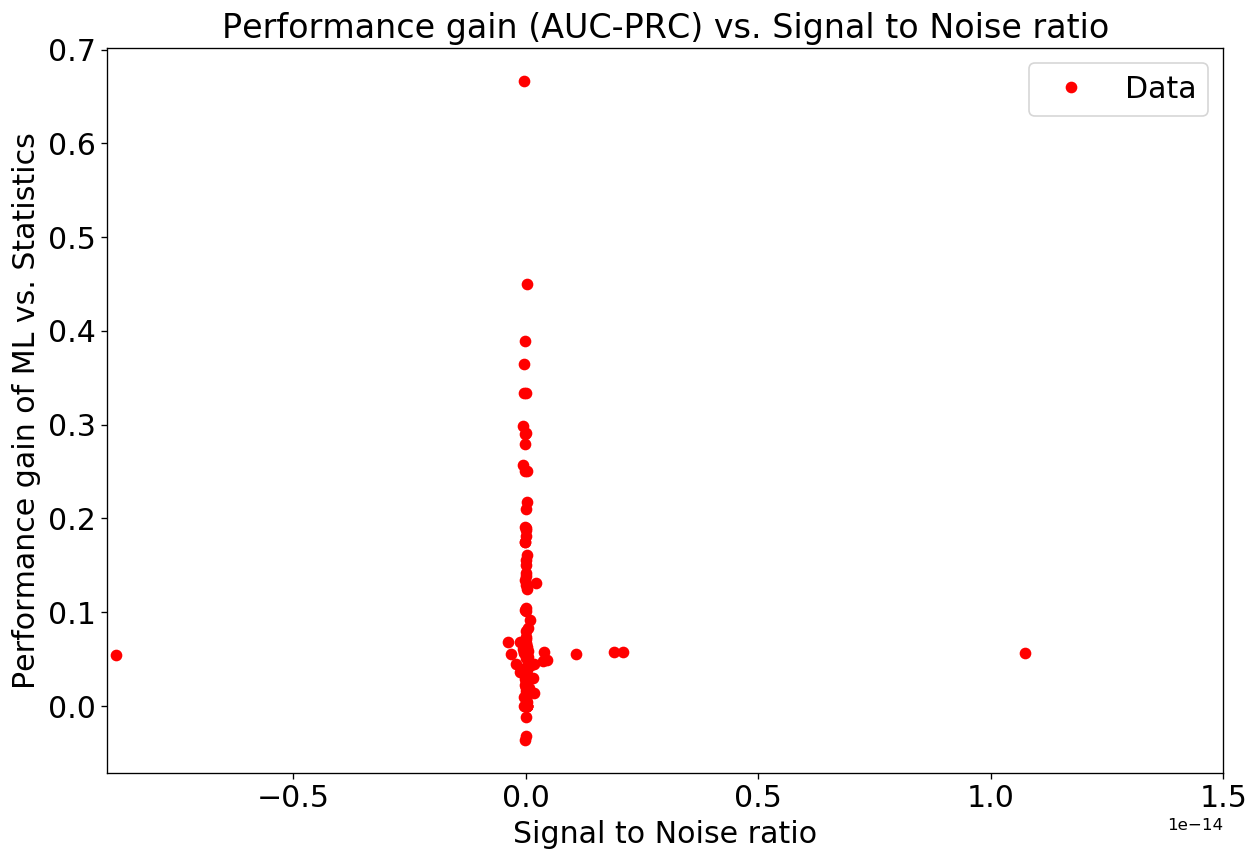 Performance gain (AUC-PRC) vs. Signal to Noise ratio
Data
Performance gain of ML vs. Statistics
0.7
0.6
0.5
0.4
0.3
0.2
0.1
0.0
−0.5 0.0 0.5 1.0 1.5
1e−14
Signal to Noise ratio